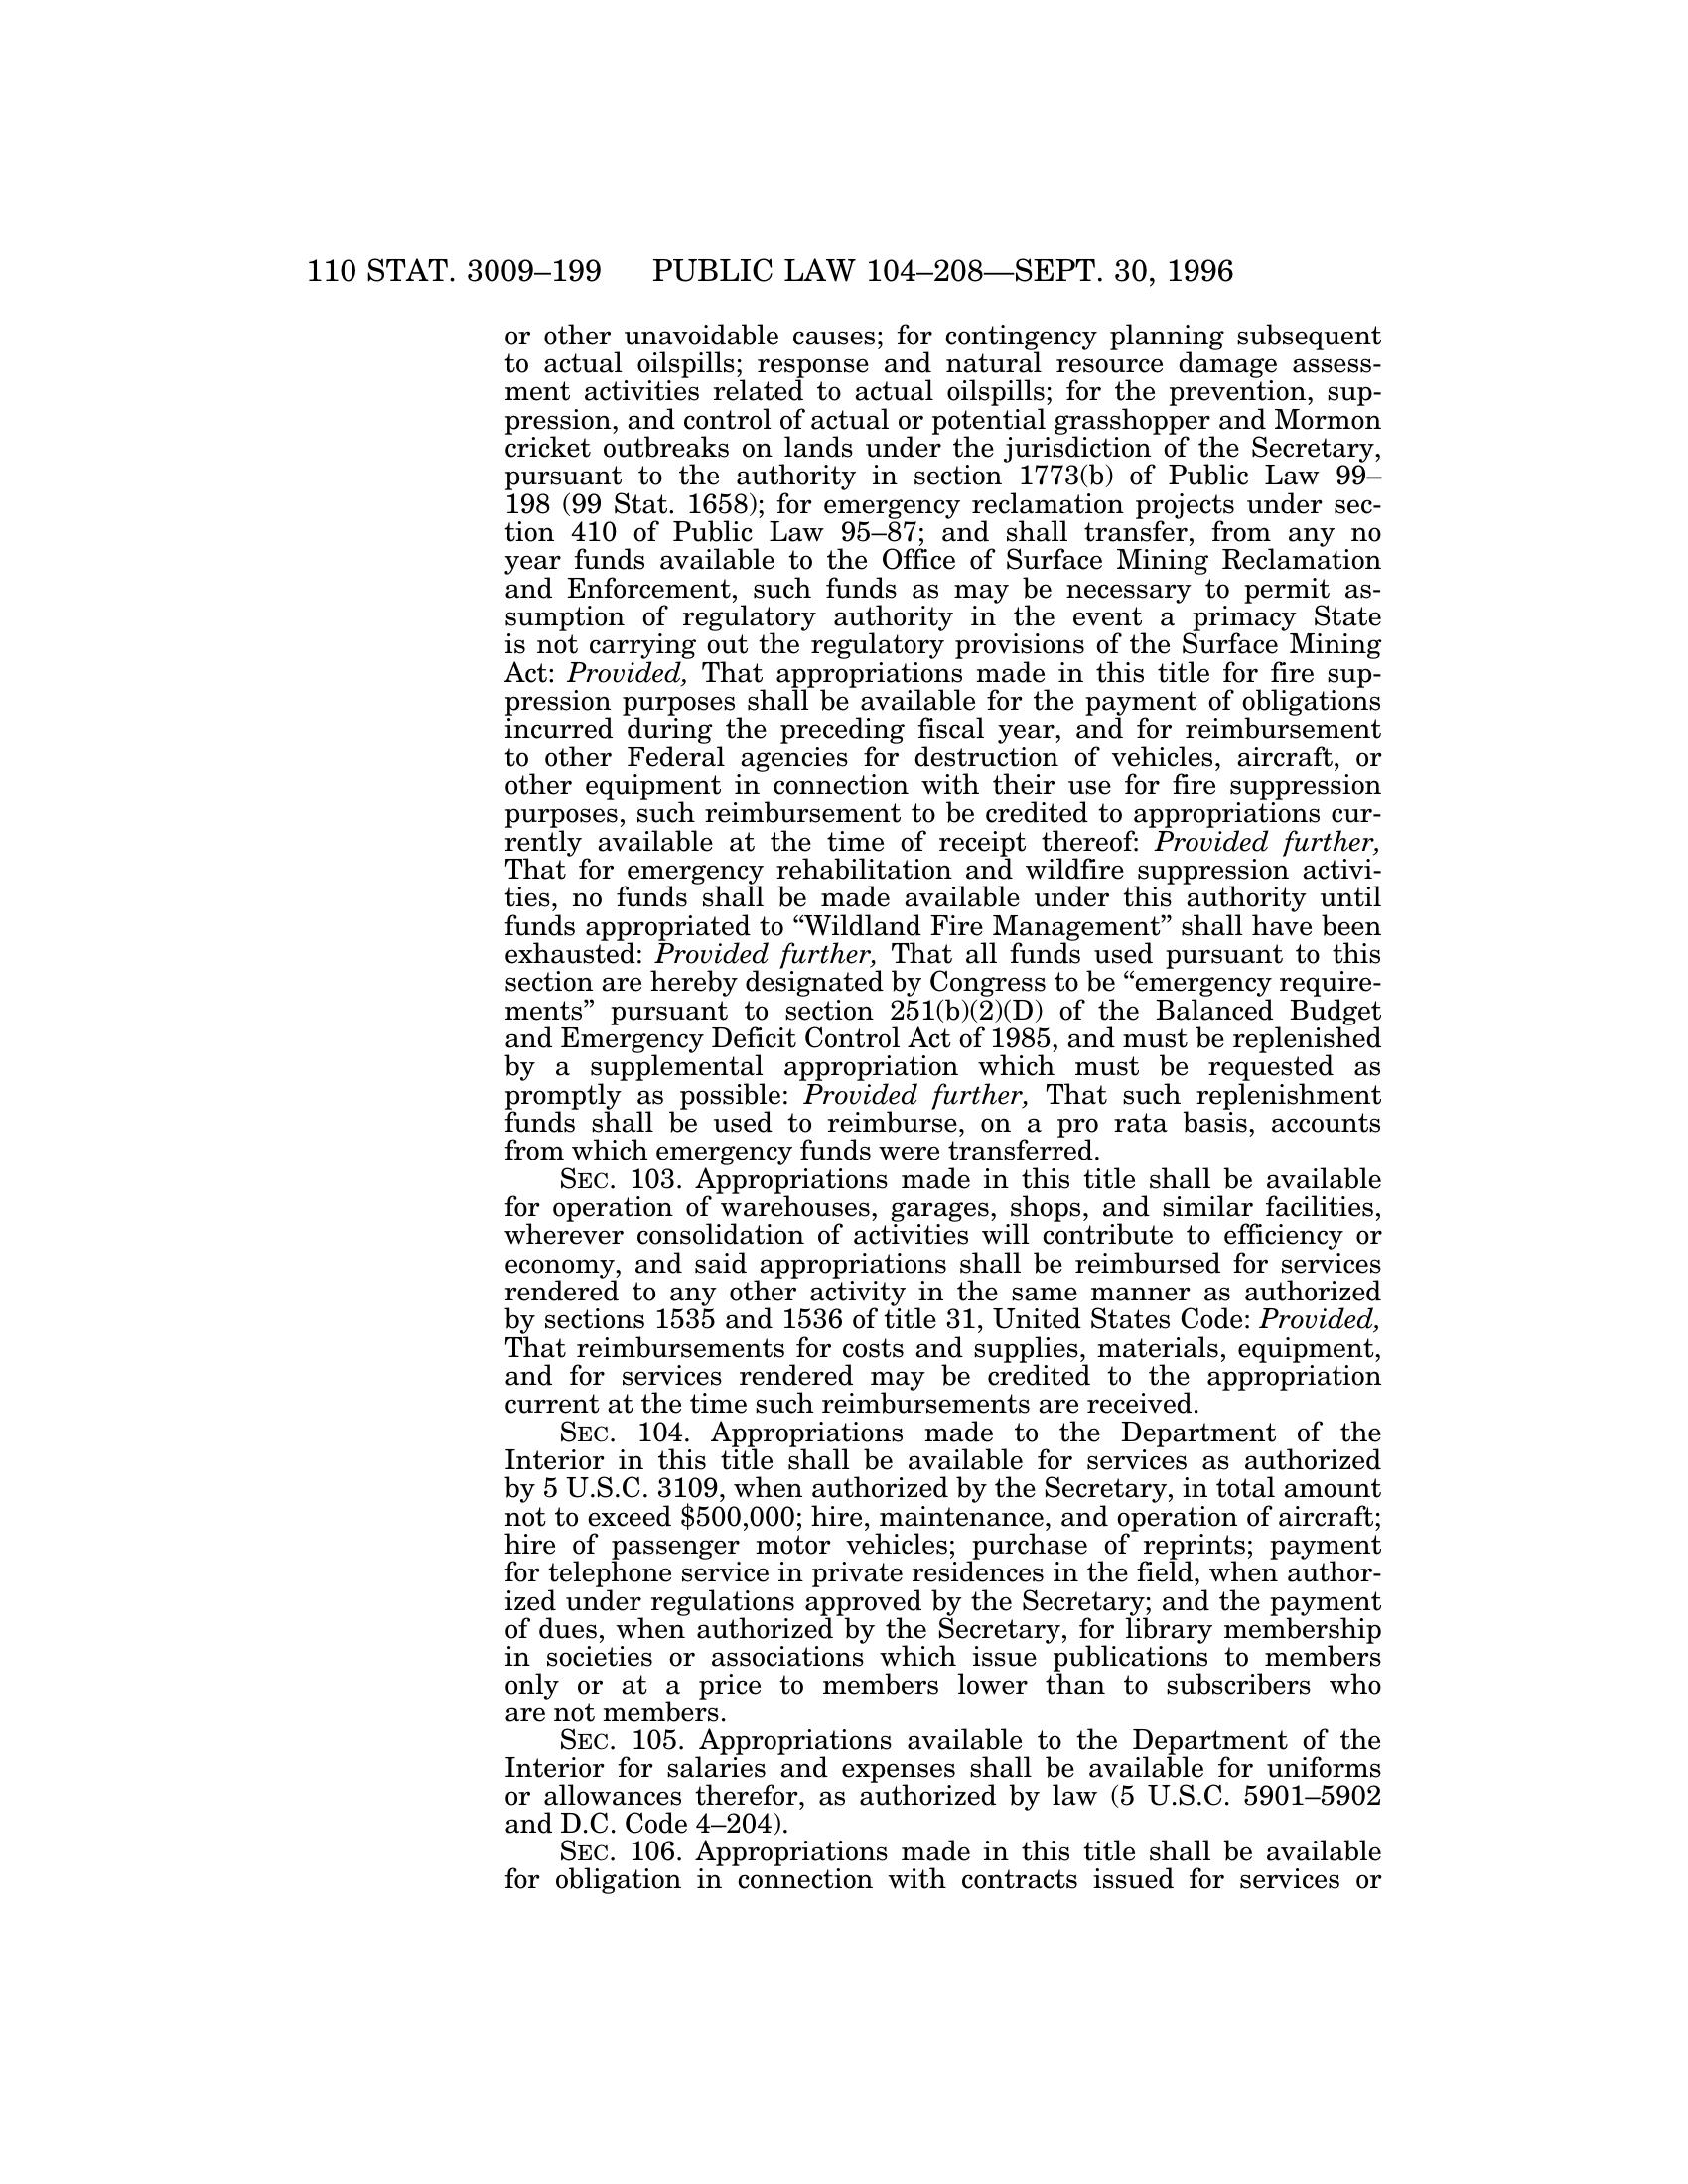 110 STAT. 3009–199 PUBLIC LAW 104–208—SEPT. 30, 1996
or other unavoidable causes; for contingency planning subsequent
to actual oilspills; response and natural resource damage assess-
ment activities related to actual oilspills; for the prevention, sup-
pression, and control of actual or potential grasshopper and Mormon
cricket outbreaks on lands under the jurisdiction of the Secretary,
pursuant to the authority in section 1773(b) of Public Law 99–
198 (99 Stat. 1658); for emergency reclamation projects under sec-
tion 410 of Public Law 95–87; and shall transfer, from any no
year funds available to the Office of Surface Mining Reclamation
and Enforcement, such funds as may be necessary to permit as-
sumption of regulatory authority in the event a primacy State
is not carrying out the regulatory provisions of the Surface Mining
Act: Provided, That appropriations made in this title for fire sup-
pression purposes shall be available for the payment of obligations
incurred during the preceding fiscal year, and for reimbursement
to other Federal agencies for destruction of vehicles, aircraft, or
other equipment in connection with their use for fire suppression
purposes, such reimbursement to be credited to appropriations cur-
rently available at the time of receipt thereof: Provided further,
That for emergency rehabilitation and wildfire suppression activi-
ties, no funds shall be made available under this authority until
funds appropriated to “Wildland Fire Management” shall have been
exhausted: Provided further, That all funds used pursuant to this
section are hereby designated by Congress to be “emergency require-
ments” pursuant to section 251(b)(2)(D) of the Balanced Budget
and Emergency Deficit Control Act of 1985, and must be replenished
by a supplemental appropriation which must be requested as
promptly as possible: Provided further, That such replenishment
funds shall be used to reimburse, on a pro rata basis, accounts
from which emergency funds were transferred.
SEC. 103. Appropriations made in this title shall be available
for operation of warehouses, garages, shops, and similar facilities,
wherever consolidation of activities will contribute to efficiency or
economy, and said appropriations shall be reimbursed for services
rendered to any other activity in the same manner as authorized
by sections 1535 and 1536 of title 31, United States Code: Provided,
That reimbursements for costs and supplies, materials, equipment,
and for services rendered may be credited to the appropriation
current at the time such reimbursements are received.
SEC. 104. Appropriations made to the Department of the
Interior in this title shall be available for services as authorized
by 5 U.S.C. 3109, when authorized by the Secretary, in total amount
not to exceed $500,000; hire, maintenance, and operation of aircraft;
hire of passenger motor vehicles; purchase of reprints; payment
for telephone service in private residences in the field, when author-
ized under regulations approved by the Secretary; and the payment
of dues, when authorized by the Secretary, for library membership
in societies or associations which issue publications to members
only or at a price to members lower than to subscribers who
are not members.
SEC. 105. Appropriations available to the Department of the
Interior for salaries and expenses shall be available for uniforms
or allowances therefor, as authorized by law (5 U.S.C. 5901–5902
and D.C. Code 4–204).
SEC. 106. Appropriations made in this title shall be available
for obligation in connection with contracts issued for services or